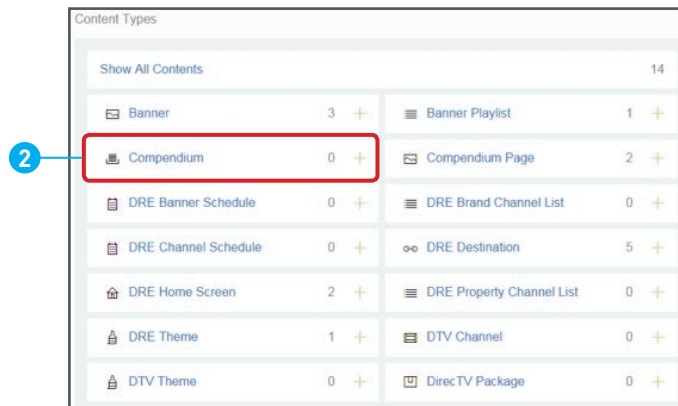 Content Types
Show All Contents 14
Banner 3 + Banner Playlist 1 +
2 Compendium 0 + Compendium Page 2 +
DRE Banner Schedule 0 + DRE Brand Channel List 0 +
DRE Channel Schedule 0 + DRE Destination 5 +
DRE Home Screen 2 + DRE Property Channel List 0 +
DRE Theme 1 + DTV Channel 0 +
DTV Theme 0 + DirecTV Package 0 +